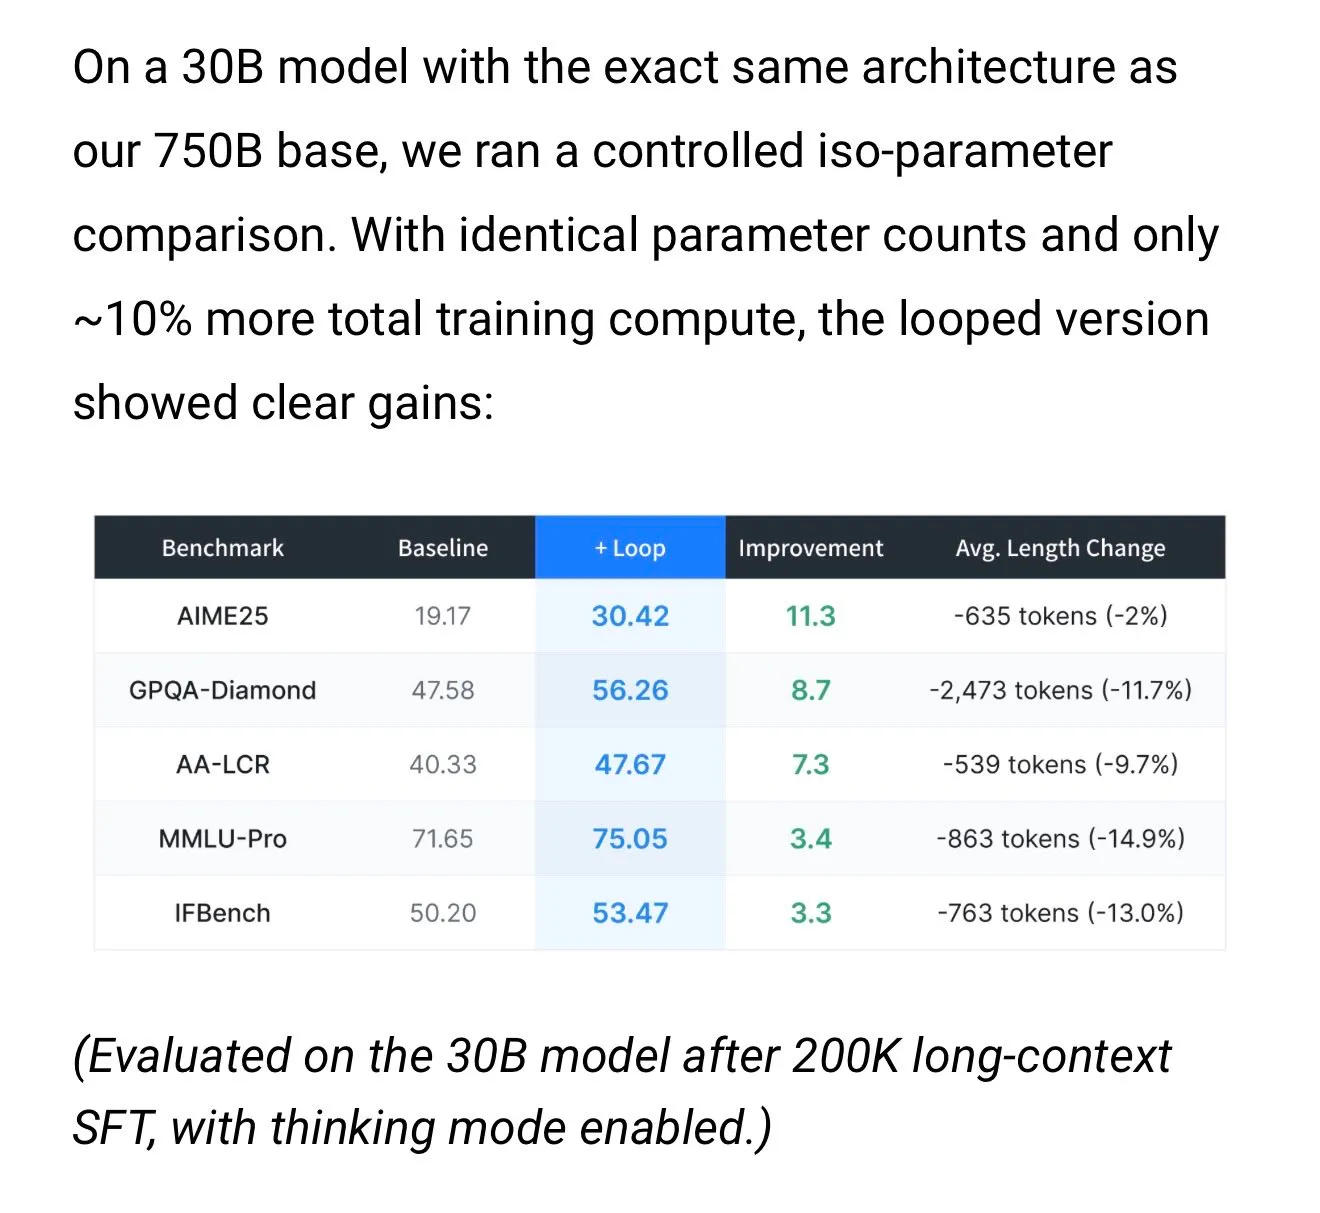 On a 30B model with the exact same architecture as
our 750B base, we ran a controlled iso-parameter
comparison. With identical parameter counts and only
~10% more total training compute, the looped version
showed clear gains:
Benchmark Baseline + Loop Improvement Avg. Length Change
AIME25 19.17 30.42 11.3 -635 tokens (-2%)
GPQA-Diamond 47.58 56.26 8.7 -2,473 tokens (-11.7%)
AA-LCR 40.33 47.67 7.3 -539 tokens (-9.7%)
MMLU-Pro 71.65 75.05 3.4 -863 tokens (-14.9%)
IFBench 50.20 53.47 3.3 -763 tokens (-13.0%)
(Evaluated on the 30B model after 200K long-context
SFT, with thinking mode enabled.)